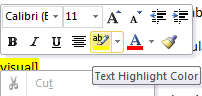 Calibri (E 11 A A
B I U ab A
visual]
Text Highlight Color
Cut